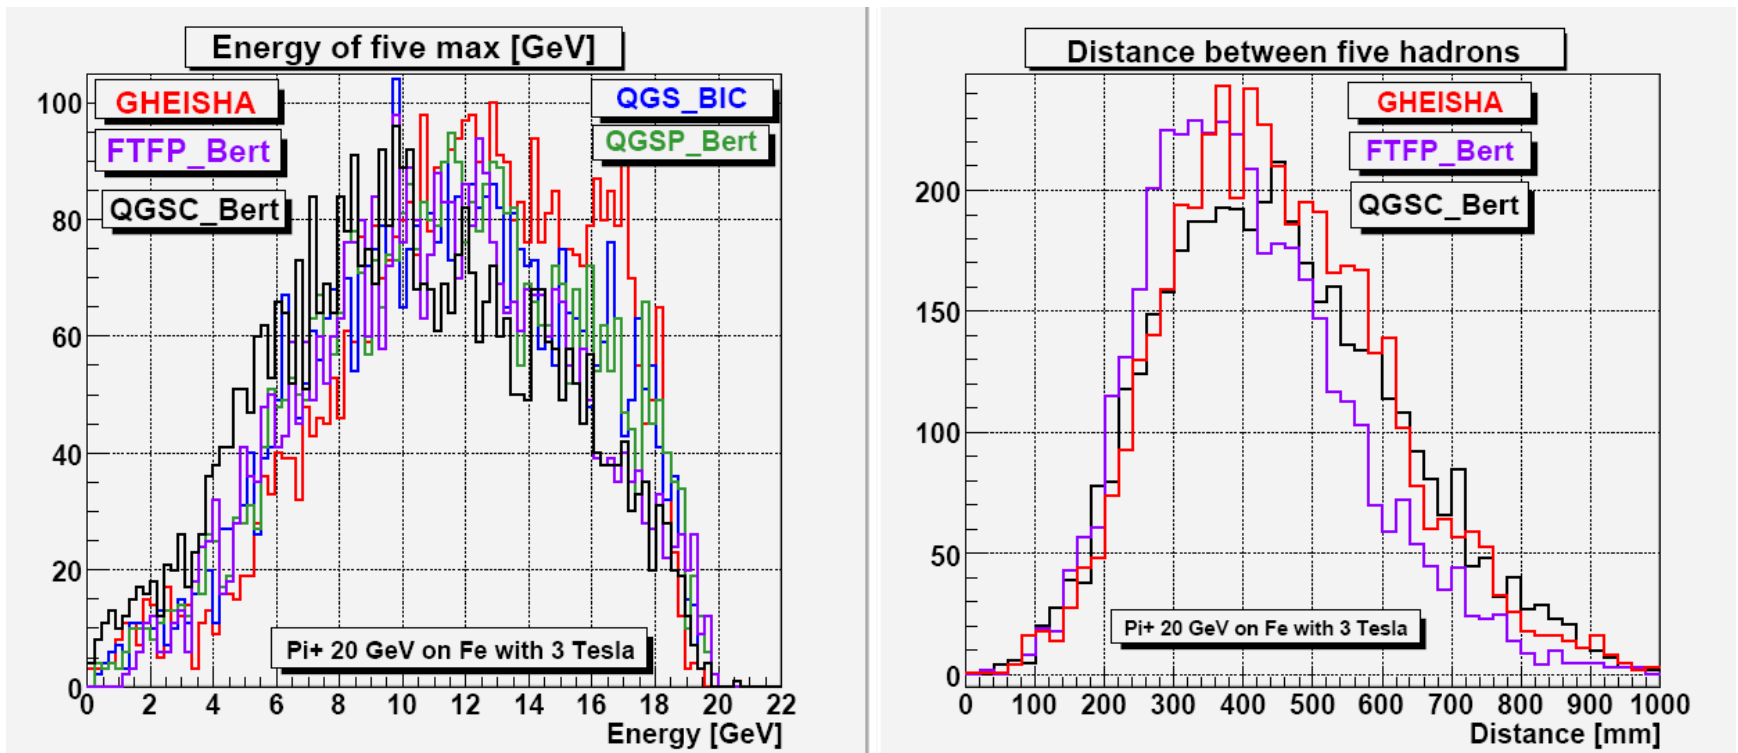 Energy of five max [GeV]
GHEISHA
FTFP_Bert
QGSC_Bert
QGS_BIC
QGSP_Bert
100
80
60
40
20
0
Pi+ 20 GeV on Fe with 3 Tesla
0 2 4 6 8 10 12 14 16 18 20 22
Energy [GeV]
Distance between five hadrons
GHEISHA
FTFP_Bert
QGSC_Bert
200
150
100
50
0
Pi+ 20 GeV on Fe with 3 Tesla
0 100 200 300 400 500 600 700 800 900 1000
Distance [mm]